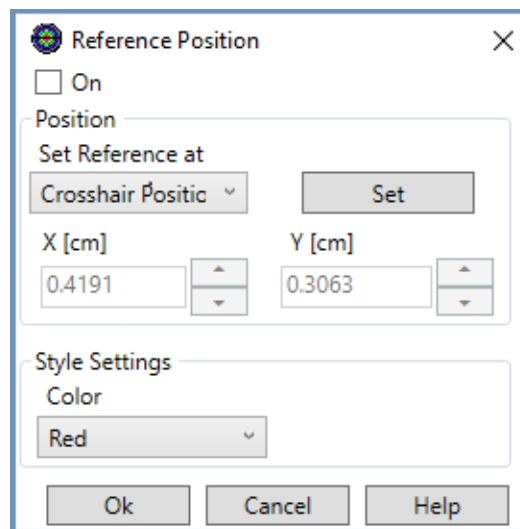 Reference Position
On
Position
Set Reference at
Crosshair Positic Set
X [cm] Y [cm]
0.4191 0.3063
Style Settings
Color
Red
Ok Cancel Help